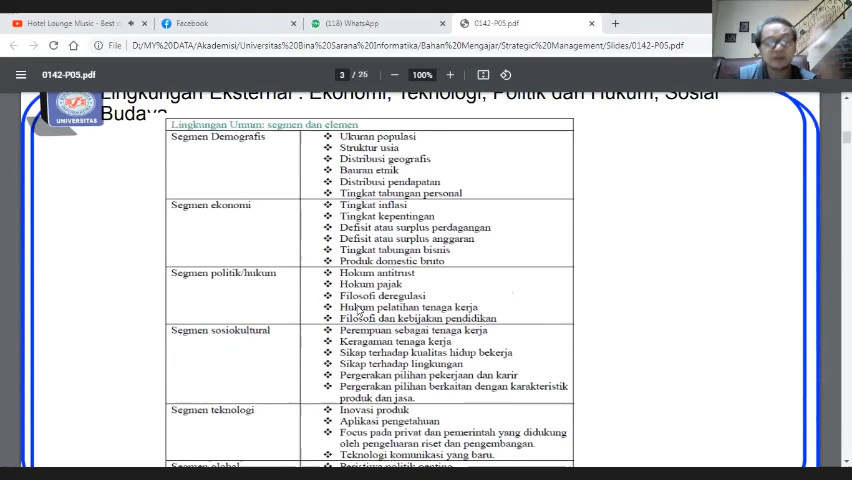 Hotel Lounge Music - Best c
Facebook
(118) WhatsApp
0142-P05.pdf
File
D:/MY%20DATA/Akademisi/Universitas%20Bina%20Sarana%20Informatika/Bahan%20Mengajar/Strategic%20Management/Slides/0142-P05.pdf
0142-P05.pdf
3 / 25
100%
Lingkungan Eksternal : Ekonomi, Teknologi, Politik dan Hukum, Sosial
Budaya
UNIVERSITAS
Lingkungan Umum: segmen dan elemen
Segmen Demografis
❖ Ukuran populasi
❖ Struktur usia
❖ Distribusi geografis
❖ Bauran etnik
❖ Distribusi pendapatan
❖ Tingkat tabungan personal
Segmen ekonomi
❖ Tingkat inflasi
❖ Tingkat kepentingan
❖ Defisit atau surplus perdagangan
❖ Defisit atau surplus anggaran
❖ Tingkat tabungan bisnis
❖ Produk domestic bruto
Segmen politik/hukum
❖ Hokum antitrust
❖ Hokum pajak
❖ Filosofi deregulasi
❖ Hukum pelatihan tenaga kerja
❖ Filosofi dan kebijakan pendidikan
Segmen sosiokultural
❖ Perempuan sebagai tenaga kerja
❖ Keragaman tenaga kerja
❖ Sikap terhadap kualitas hidup bekerja
❖ Sikap terhadap lingkungan
❖ Pergerakan pilihan pekerjaan dan karir
❖ Pergerakan pilihan berkaitan dengan karakteristik
produk dan jasa.
Segmen teknologi
❖ Inovasi produk
❖ Aplikasi pengetahuan
❖ Focus pada privat dan pemerintah yang didukung
oleh pengeluaran riset dan pengembangan.
❖ Teknologi komunikasi yang baru.
Segmen global
❖ Peristiwa politik penting